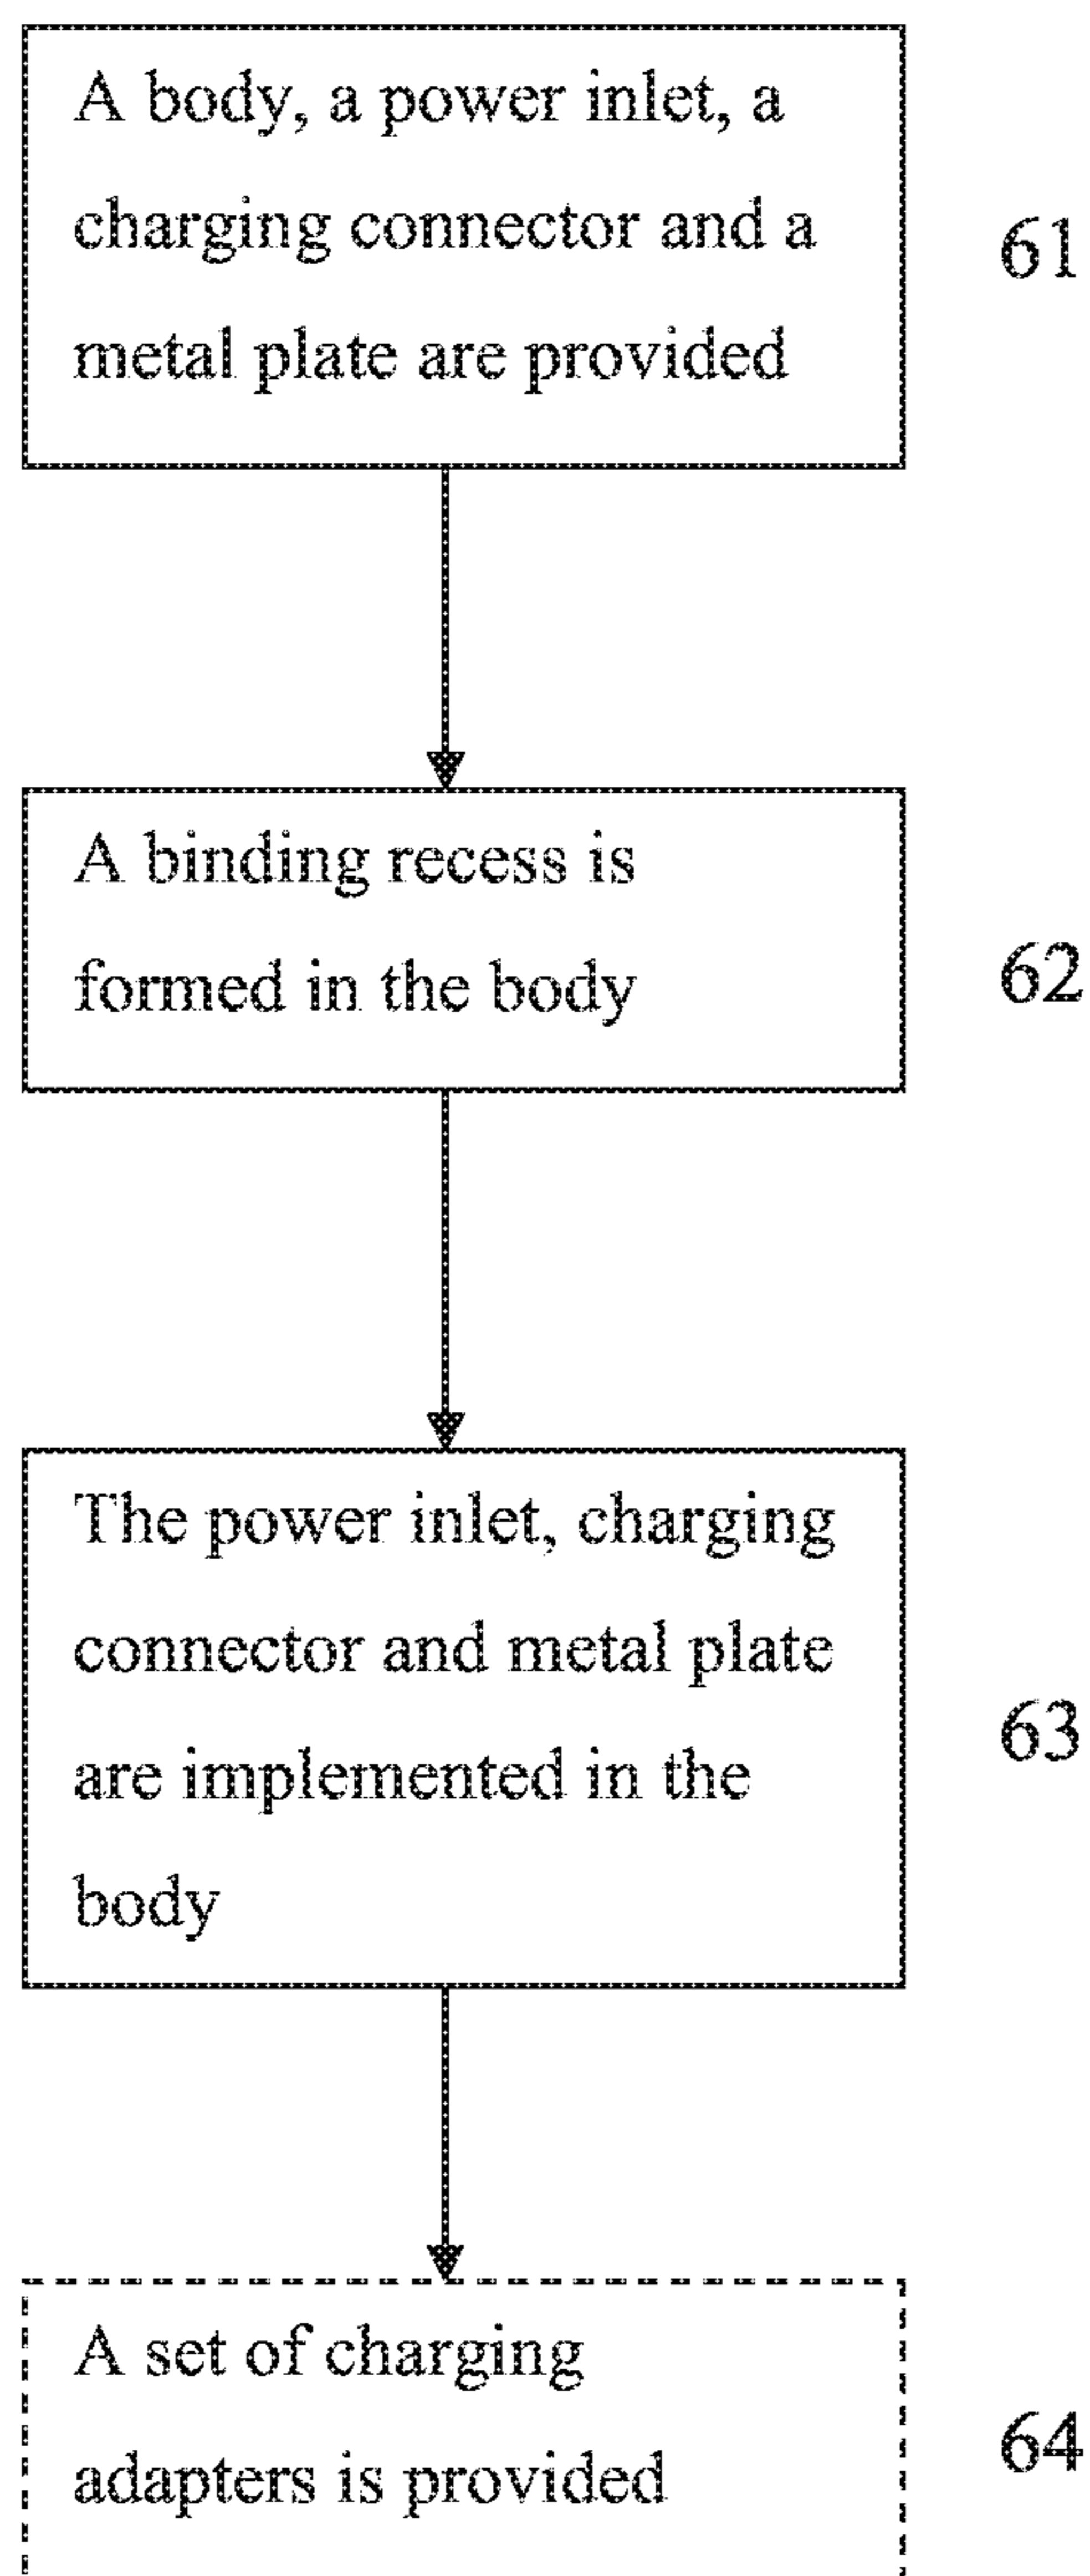 A body, a power inlet, a
charging connector and a
metal plate are provided
61
A binding recess is
formed in the body
62
The power inlet, charging
connector and metal plate
are implemented in the
body
63
A set of charging
adapters is provided
64